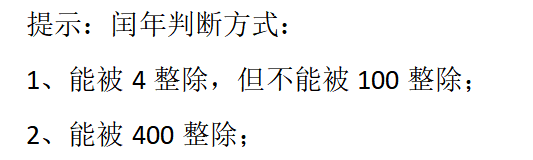 提示：闰年判断方式：
1、能被 4 整除，但不能被 100 整除；
2、能被 400 整除；